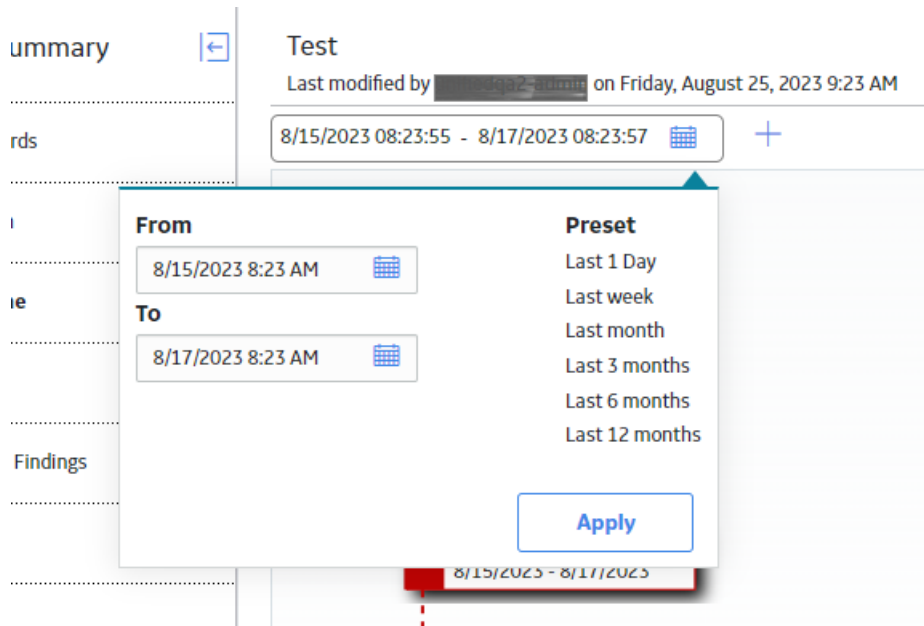 ummary
Test
Last modified by on Friday, August 25, 2023 9:23 AM
rds
8/15/2023 08:23:55 - 8/17/2023 08:23:57
From
8/15/2023 8:23 AM
To
8/17/2023 8:23 AM
Preset
Last 1 Day
Last week
Last month
Last 3 months
Last 6 months
Last 12 months
Apply
e
Findings
8/15/2023 - 8/17/2023